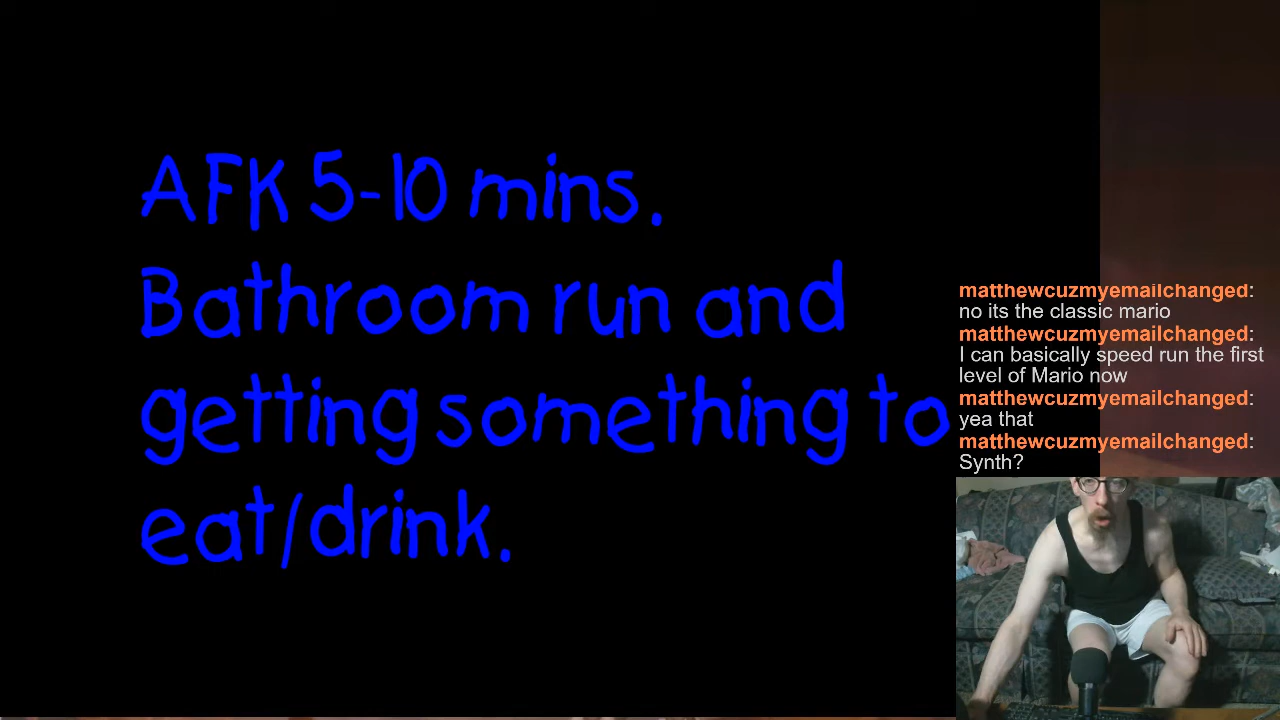 AFK 5-10 mins.
Bathroom run and
getting something to
eat/drink.
matthewcuzmyemailchanged:
no its the classic mario
matthewcuzmyemailchanged:
I can basically speed run the first
level of Mario now
matthewcuzmyemailchanged:
yea that
matthewcuzmyemailchanged:
Synth?